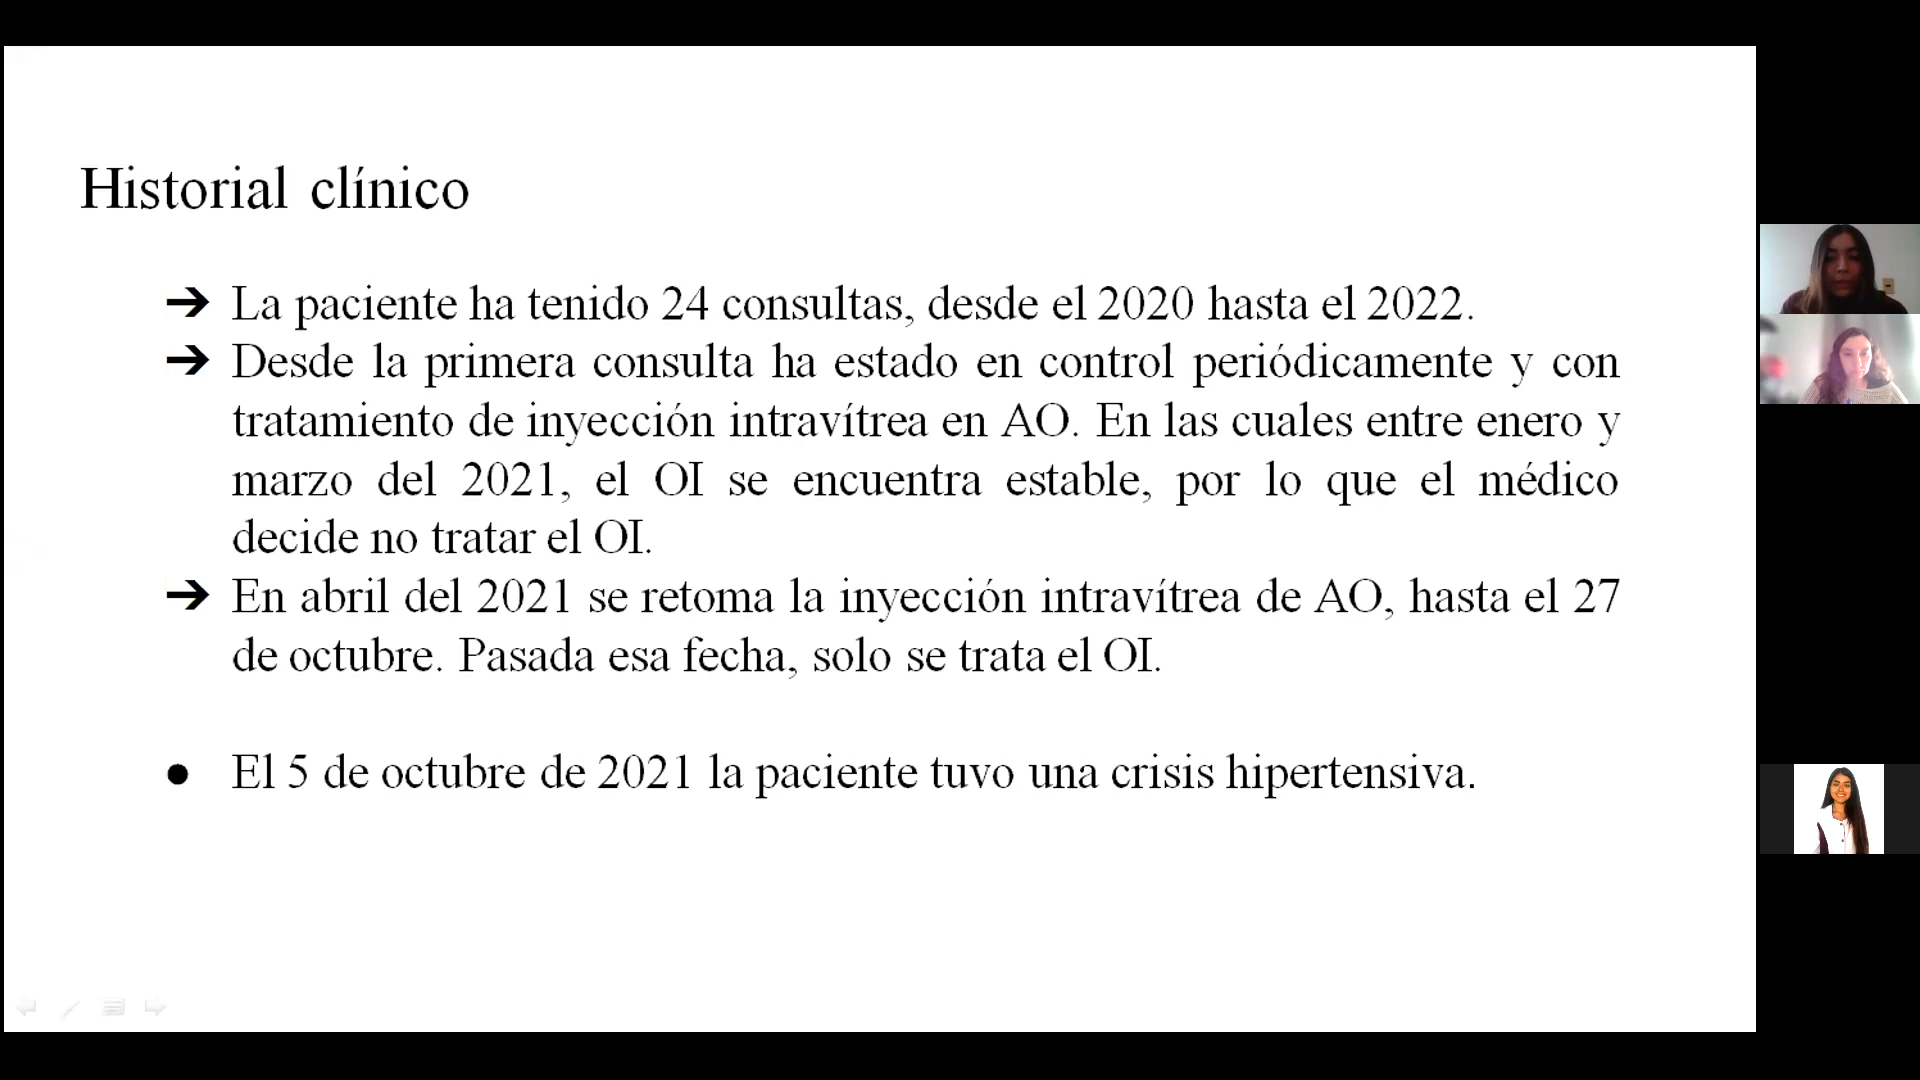 Historial clínico
➔ La paciente ha tenido 24 consultas, desde el 2020 hasta el 2022.
➔ Desde la primera consulta ha estado en control periódicamente y con
tratamiento de inyección intravítrea en AO. En las cuales entre enero y
marzo del 2021, el OI se encuentra estable, por lo que el médico
decide no tratar el OI.
➔ En abril del 2021 se retoma la inyección intravítrea de AO, hasta el 27
de octubre. Pasada esa fecha, solo se trata el OI.
● El 5 de octubre de 2021 la paciente tuvo una crisis hipertensiva.